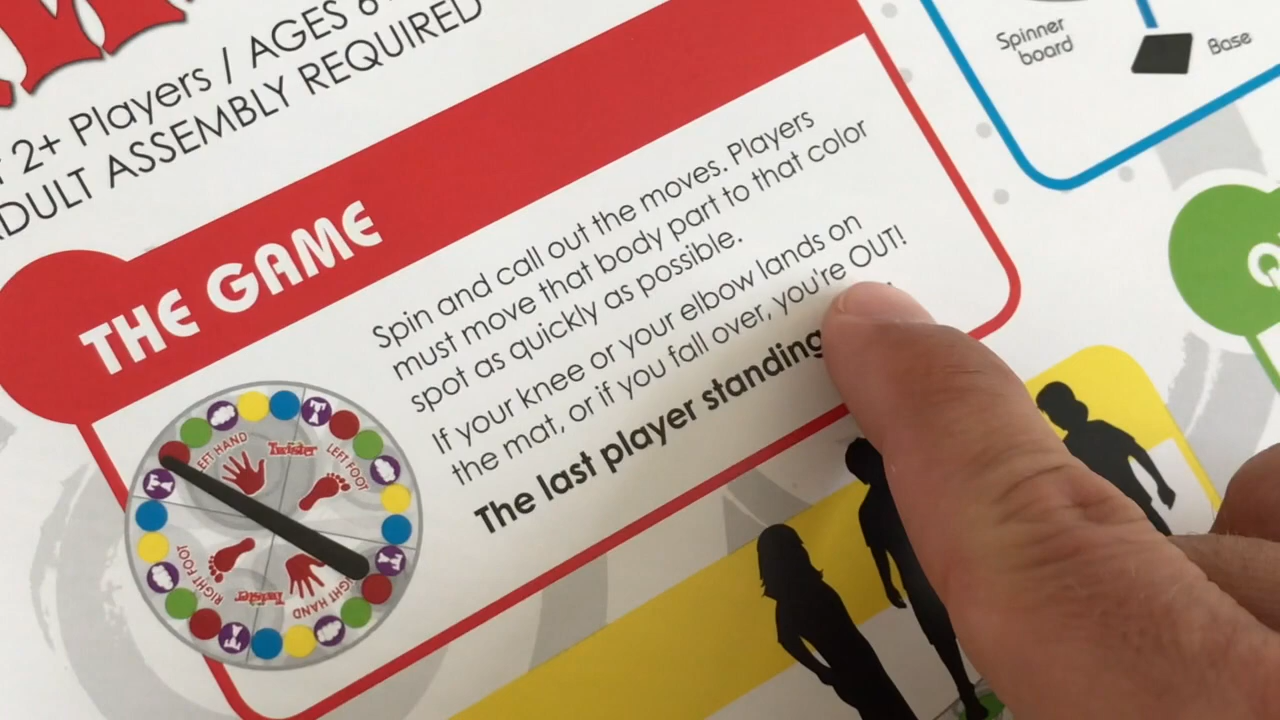 2+ Players / AGES 6
ADULT ASSEMBLY REQUIRED
Spinner
board
Base
THE GAME
Spin and call out the moves. Players
must move that body part to that color
spot as quickly as possible.
If your knee or your elbow lands on
the mat, or if you fall over, you're OUT!
The last player standing
LEFT HAND
Twister
LEFT FOOT
RIGHT FOOT
Twister
RIGHT HAND